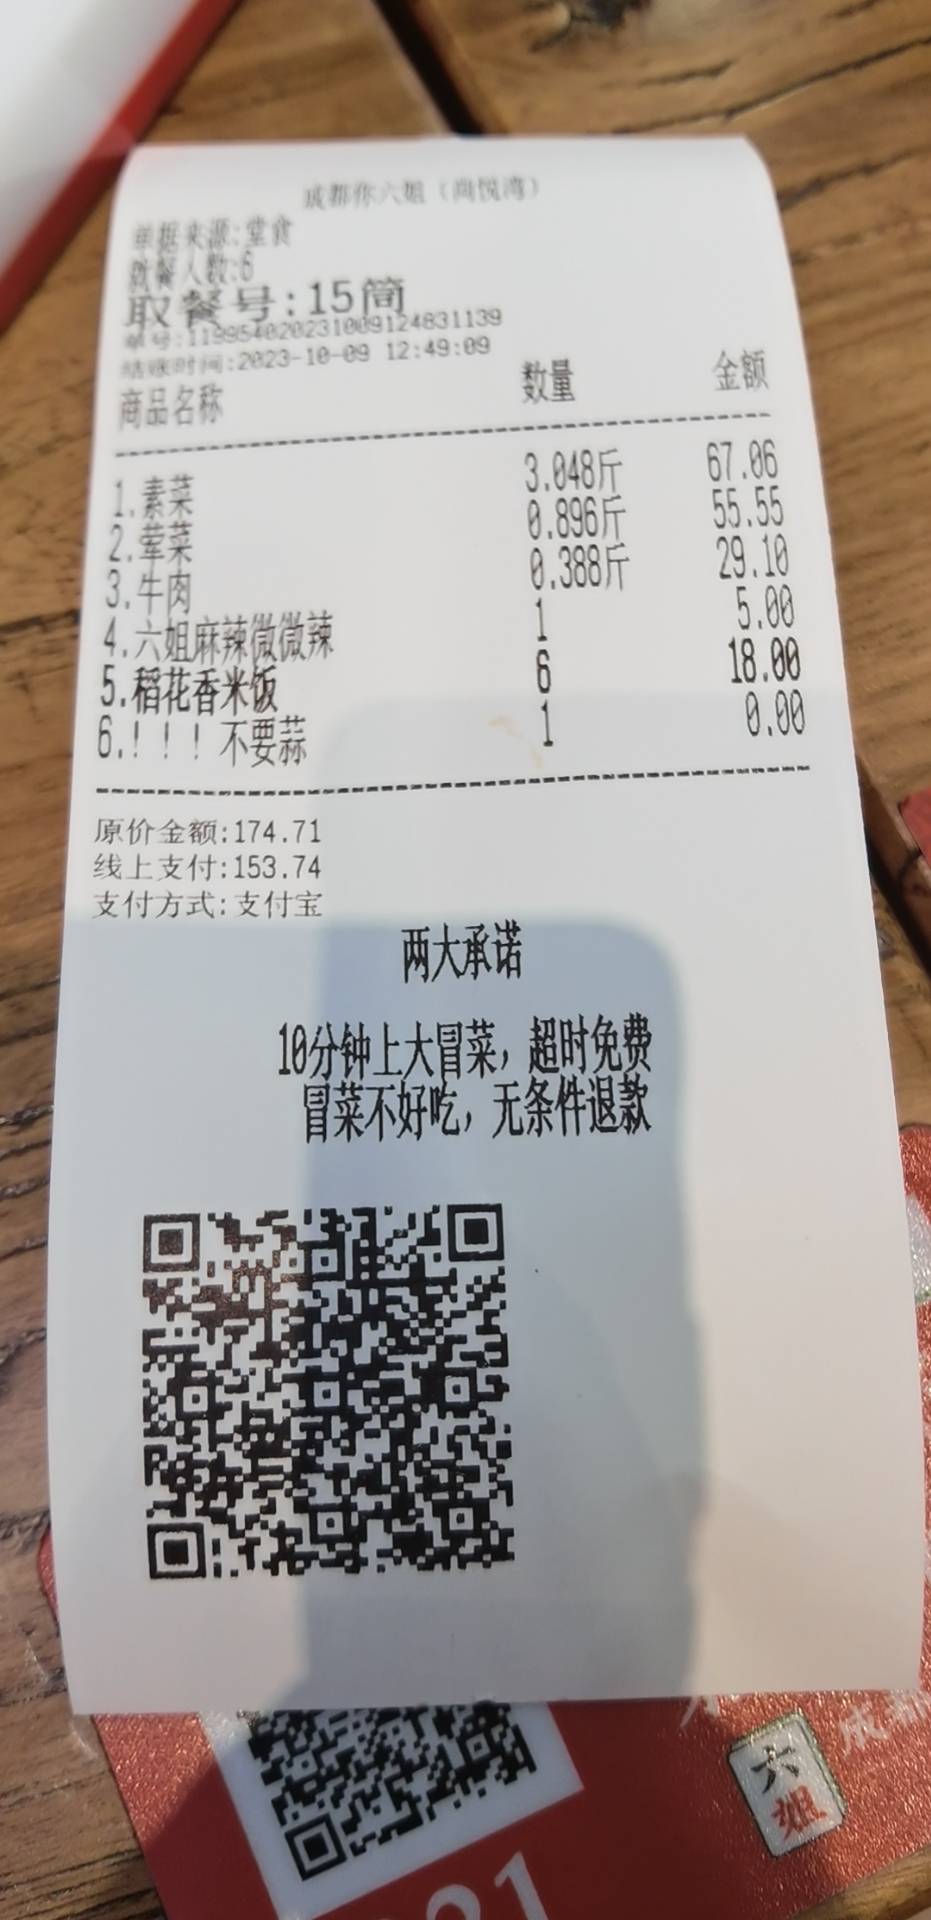 成都你六姐（尚悦湾）
单据来源:堂食
就餐人数:6
取餐号:15筒
单号:119954020231009124831139
结账时间:2023-10-09 12:49:09
商品名称 数量 金额
1.素菜 3.048斤 67.06
2.荤菜 0.896斤 55.55
3.牛肉 0.388斤 29.10
4.六姐麻辣微微辣 1 5.00
5.稻花香米饭 6 18.00
6.！！！不要蒜 1 0.00
原价金额:174.71
线上支付:153.74
支付方式:支付宝
两大承诺
10分钟上大冒菜，超时免费
冒菜不好吃，无条件退款
成都
六
姐
21